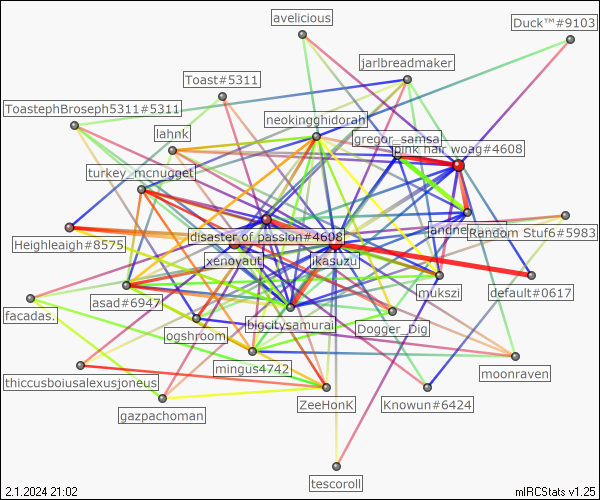 avelicious
Duck™#9103
jarlbreadmaker
Toast#5311
ToastephBroseph5311#5311
neokingghidorah
lahnk
gregor_samsa
pink hair woag#4608
turkey_mcnugget
Heighleaigh#8575
disaster of passion#4608
Random Stuf6#5983
xenoyaut
jikasuzu
asad#6947
mukszi
default#0617
facadas.
bigcitysamurai
Dogger_Dig
ogshroom
mingus4742
moonraven
thiccusboiusalexusjoneus
gazpachoman
ZeeHonK
Knowun#6424
tescoroll
2.1.2024 21:02
mIRCStats v1.25